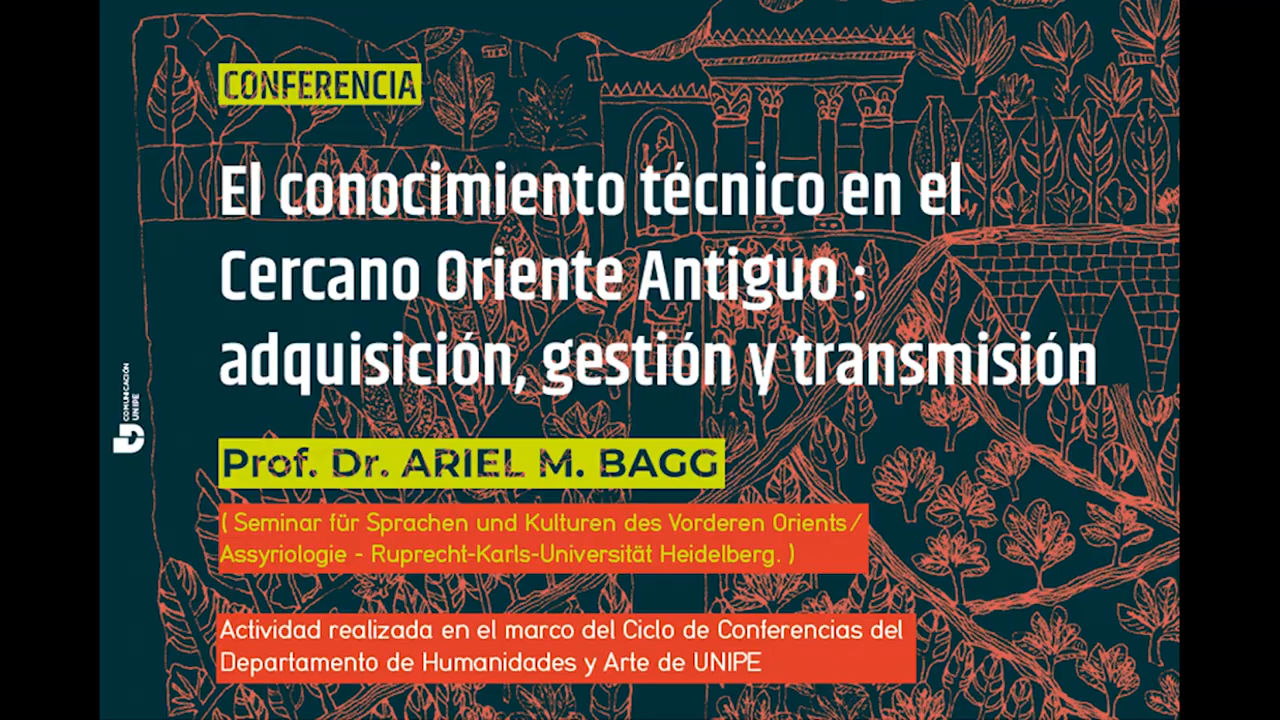 CONFERENCIA
El conocimiento técnico en el
Cercano Oriente Antiguo :
adquisición, gestión y transmisión
COMUNICACIÓN
UNIPE
Prof. Dr. ARIEL M. BAGG
( Seminar für Sprachen und Kulturen des Vorderen Orients/
Assyriologie - Ruprecht-Karls-Universität Heidelberg. )
Actividad realizada en el marco del Ciclo de Conferencias del
Departamento de Humanidades y Arte de UNIPE